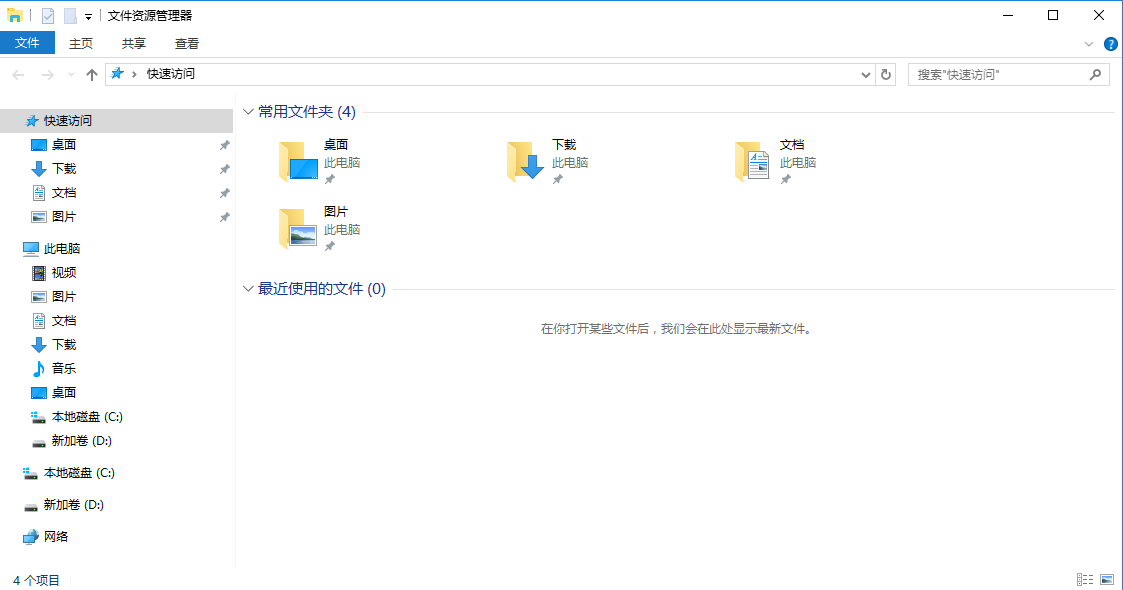 文件资源管理器
文件 主页 共享 查看
快速访问
搜索"快速访问"
快速访问
桌面
下载
文档
图片
此电脑
视频
图片
文档
下载
音乐
桌面
本地磁盘 (C:)
新加卷 (D:)
本地磁盘 (C:)
新加卷 (D:)
网络
常用文件夹 (4)
桌面
此电脑
下载
此电脑
文档
此电脑
图片
此电脑
最近使用的文件 (0)
在你打开某些文件后，我们会在此处显示最新文件。
4 个项目